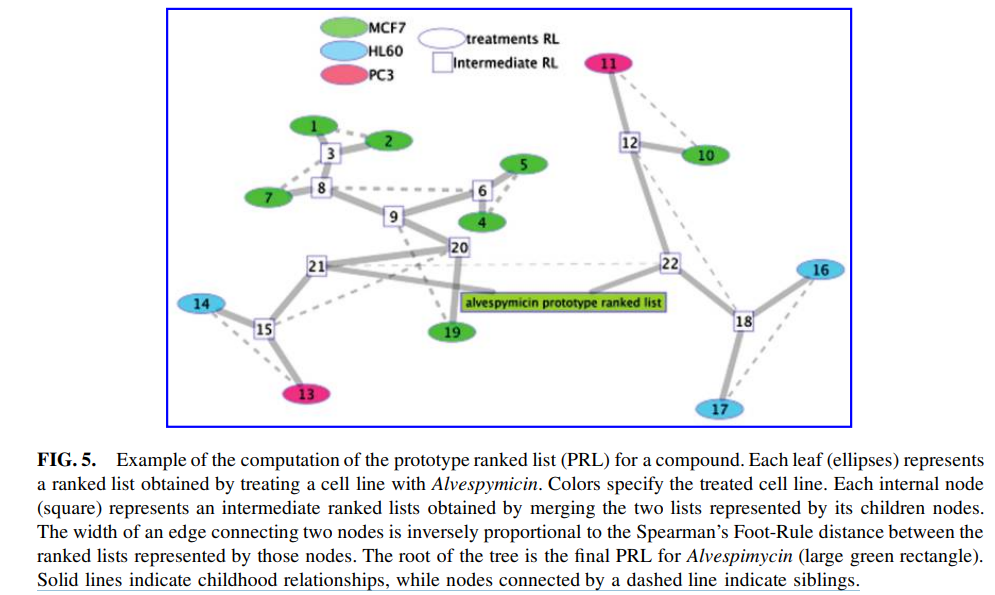 MCF7
HL60
PC3
treatments RL
Intermediate RL
11
1
2
12
3
10
5
7
8
6
9
4
20
21
22
16
14
alvespymicin prototype ranked list
15
19
18
13
17
FIG. 5. Example of the computation of the prototype ranked list (PRL) for a compound. Each leaf (ellipses) represents
a ranked list obtained by treating a cell line with Alvespymicin. Colors specify the treated cell line. Each internal node
(square) represents an intermediate ranked lists obtained by merging the two lists represented by its children nodes.
The width of an edge connecting two nodes is inversely proportional to the Spearman's Foot-Rule distance between the
ranked lists represented by those nodes. The root of the tree is the final PRL for Alvespimycin (large green rectangle).
Solid lines indicate childhood relationships, while nodes connected by a dashed line indicate siblings.